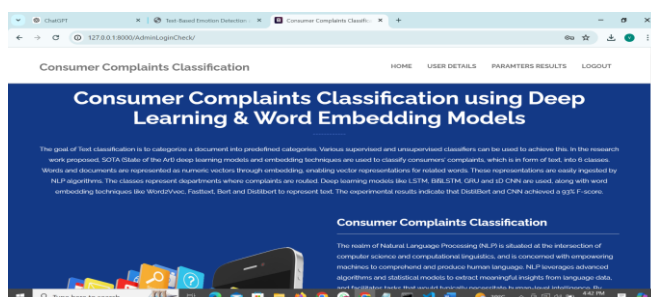 ChatGPT
Text-Based Emotion Detection
Consumer Complaints Classific
127.0.0.1:8000/AdminLoginCheck/
Consumer Complaints Classification
HOME USER DETAILS PARAMTERS RESULTS LOGOUT
Consumer Complaints Classification using Deep
Learning & Word Embedding Models
The goal of Text classification is to categorize a document into predefined categories. Various supervised and unsupervised classifiers can be used to achieve this. In the research
work proposed, SOTA (State of the Art) deep learning models and embedding techniques are used to classify consumers' complaints, which is in form of text, into 6 classes.
Words and documents are represented as numeric vectors through embedding, enabling vector representations for related words. These representations are easily ingested by
NLP algorithms. The classes represent departments where complaints are routed. Deep learning models like LSTM, BiBLSTM, GRU and 1D CNN are used, along with word
embedding techniques like Word2Vvec, Fasttext, Bert and Distilbert to represent text. The experimental results indicate that DistilBert and CNN achieved a 93% F-score.
Consumer Complaints Classification
The realm of Natural Language Processing (NLP) is situated at the intersection of
computer science and computational linguistics, and is concerned with empowering
machines to comprehend and produce human language. NLP leverages advanced
algorithms and statistical models to extract meaningful insights from language data,
and facilitates tasks that would typically necessitate human-level intelligence. By
Type here to search
4:42 PM